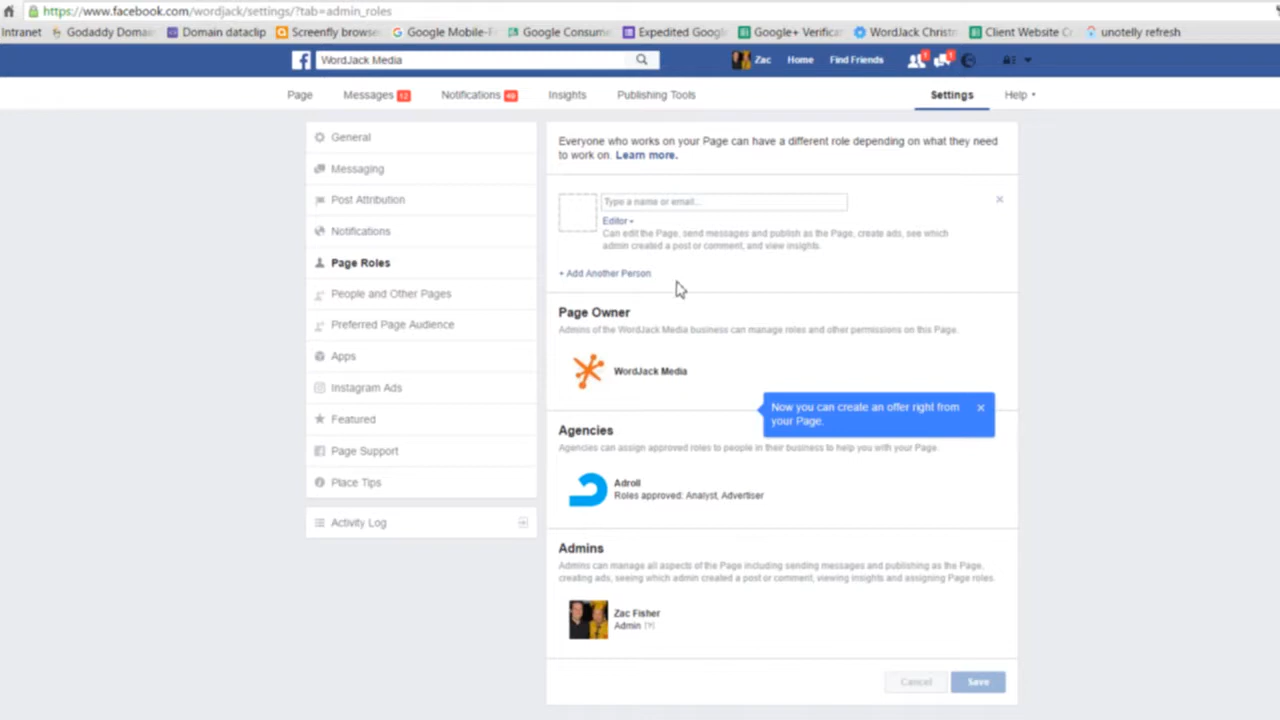 https://www.facebook.com/wordjack/settings/?tab=admin_roles
Intranet Godaddy Domai Domain dataclip Screenfly browse Google Mobile-F Google Consume Expedited Goog Google+ Verifica WordJack Christm Client Website C unotelly refresh
WordJack Media Zac Home Find Friends
Page Messages 12 Notifications Insights Publishing Tools Settings Help
General
Messaging
Post Attribution
Notifications
Page Roles
People and Other Pages
Preferred Page Audience
Apps
Instagram Ads
Featured
Page Support
Place Tips
Activity Log
Everyone who works on your Page can have a different role depending on what they need
to work on. Learn more.
Type a name or email...
Editor
Can edit the Page, send messages and publish as the Page, create ads, see which
admin created a post or comment, and view insights.
+ Add Another Person
Page Owner
Admins of the WordJack Media business can manage roles and other permissions on this Page.
WordJack Media
Now you can create an offer right from
your Page.
Agencies
Agencies can assign approved roles to people in their business to help you with your Page.
Adroll
Roles approved: Analyst, Advertiser
Admins
Admins can manage all aspects of the Page including sending messages and publishing as the Page,
creating ads, seeing which admin created a post or comment, viewing insights and assigning Page roles.
Zac Fisher
Admin [?]
Cancel Save